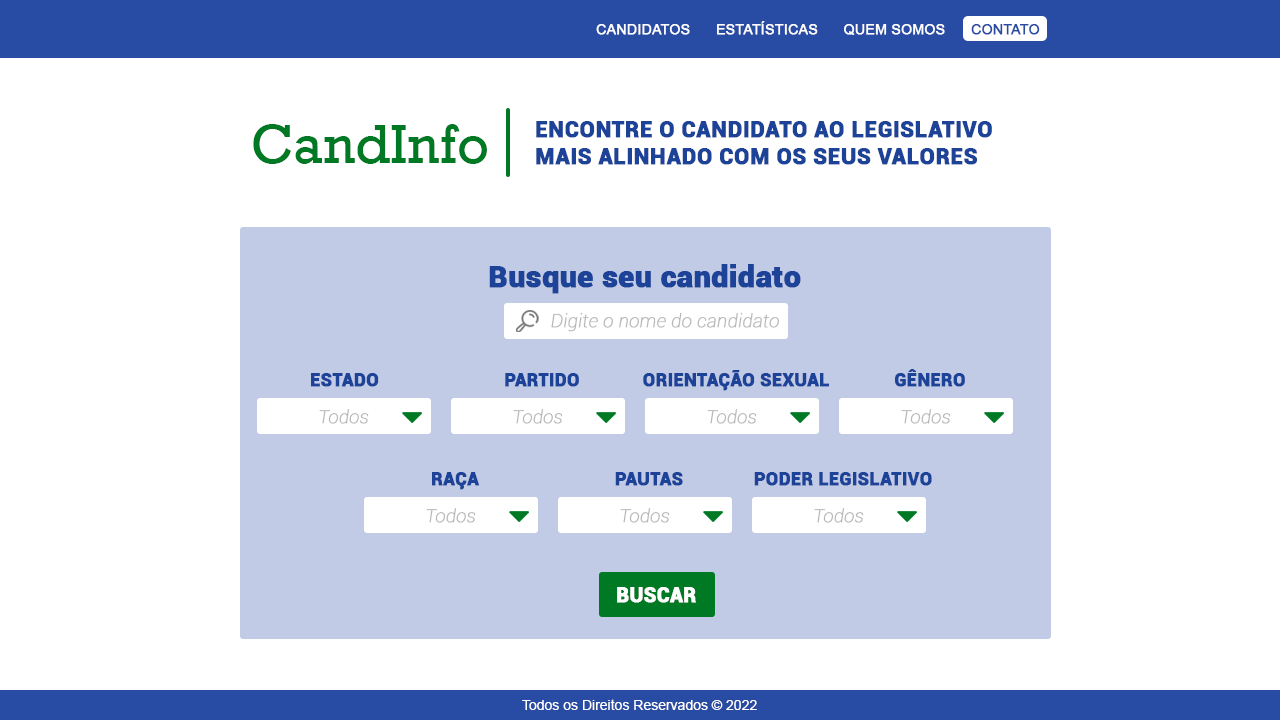 CANDIDATOS ESTATÍSTICAS QUEM SOMOS CONTATO
CandInfo
ENCONTRE O CANDIDATO AO LEGISLATIVO
MAIS ALINHADO COM OS SEUS VALORES
Busque seu candidato
Digite o nome do candidato
ESTADO PARTIDO ORIENTAÇÃO SEXUAL GÊNERO
Todos Todos Todos Todos
RAÇA PAUTAS PODER LEGISLATIVO
Todos Todos Todos
BUSCAR
Todos os Direitos Reservados © 2022